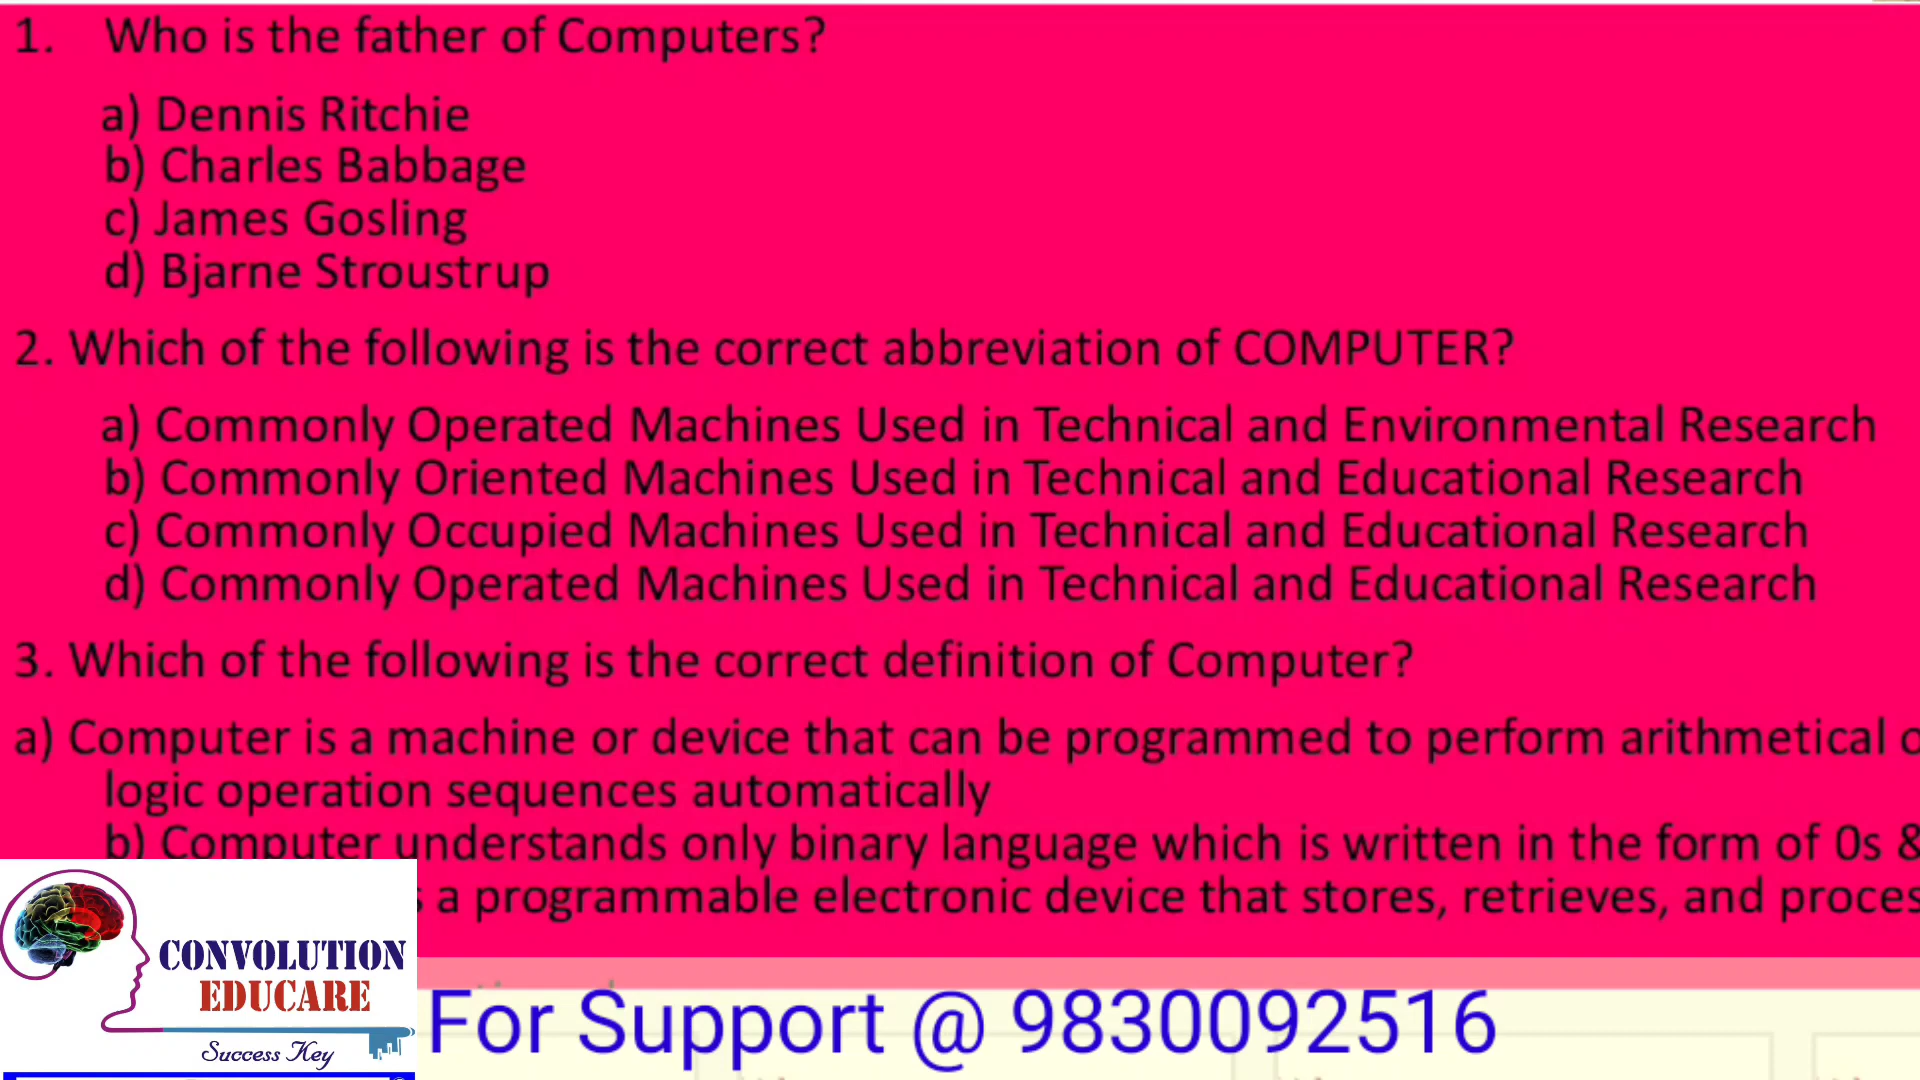 1. Who is the father of Computers?
a) Dennis Ritchie
b) Charles Babbage
c) James Gosling
d) Bjarne Stroustrup
2. Which of the following is the correct abbreviation of COMPUTER?
a) Commonly Operated Machines Used in Technical and Environmental Research
b) Commonly Oriented Machines Used in Technical and Educational Research
c) Commonly Occupied Machines Used in Technical and Educational Research
d) Commonly Operated Machines Used in Technical and Educational Research
3. Which of the following is the correct definition of Computer?
a) Computer is a machine or device that can be programmed to perform arithmetical
logic operation sequences automatically
b) Computer understands only binary language which is written in the form of 0s &
a programmable electronic device that stores, retrieves, and
CONVOLUTION
EDUCARE
Success Key
For Support @ 9830092516